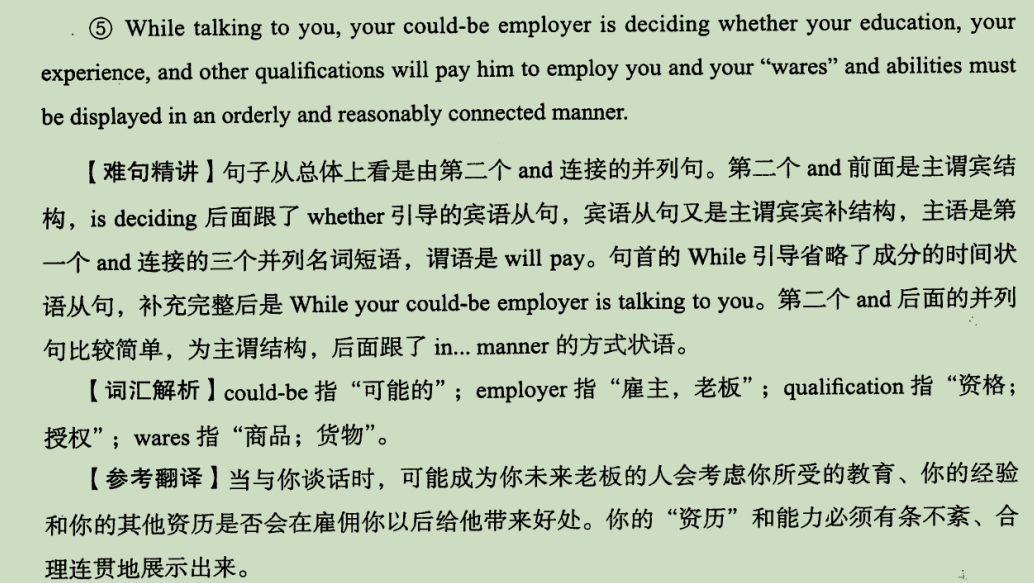 ⑤ While talking to you, your could-be employer is deciding whether your education, your
experience, and other qualifications will pay him to employ you and your “wares” and abilities must
be displayed in an orderly and reasonably connected manner.
【难句精讲】句子从总体上看是由第二个 and 连接的并列句。第二个 and 前面是主谓宾结
构，is deciding 后面跟了 whether 引导的宾语从句，宾语从句又是主谓宾宾补结构，主语是第
一个 and 连接的三个并列名词短语，谓语是 will pay。句首的 While 引导省略了成分的时间状
语从句，补充完整后是 While your could-be employer is talking to you。第二个 and 后面的并列
句比较简单，为主谓结构，后面跟了 in... manner 的方式状语。
【词汇解析】could-be 指“可能的”；employer 指“雇主，老板”；qualification 指“资格；
授权”；wares 指“商品；货物”。
【参考翻译】当与你谈话时，可能成为你未来老板的人会考虑你所受的教育、你的经验
和你的其他资历是否会在雇佣你以后给他带来好处。你的“资历”和能力必须有条不紊、合
理连贯地展示出来。